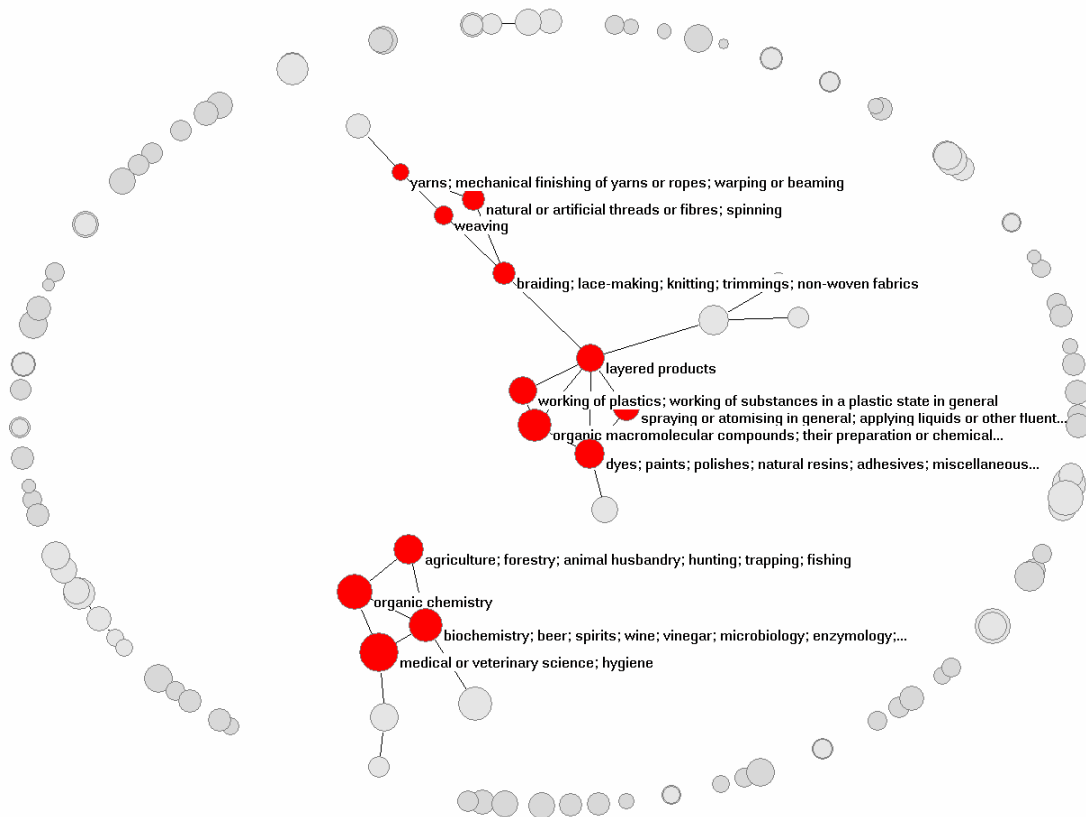 yarns; mechanical finishing of yarns or ropes; warping or beaming
natural or artificial threads or fibres; spinning
weaving
braiding; lace-making; knitting; trimmings; non-woven fabrics
layered products
working of plastics; working of substances in a plastic state in general
spraying or atomising in general; applying liquids or other fluent...
organic macromolecular compounds; their preparation or chemical...
dyes; paints; polishes; natural resins; adhesives; miscellaneous...
agriculture; forestry; animal husbandry; hunting; trapping; fishing
organic chemistry
biochemistry; beer; spirits; wine; vinegar; microbiology; enzymology;...
medical or veterinary science; hygiene